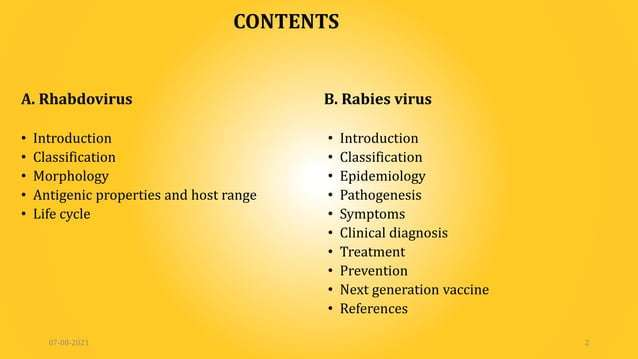 CONTENTS
A. Rhabdovirus
• Introduction
• Classification
• Morphology
• Antigenic properties and host range
• Life cycle
B. Rabies virus
• Introduction
• Classification
• Epidemiology
• Pathogenesis
• Symptoms
• Clinical diagnosis
• Treatment
• Prevention
• Next generation vaccine
• References
07-08-2021
2